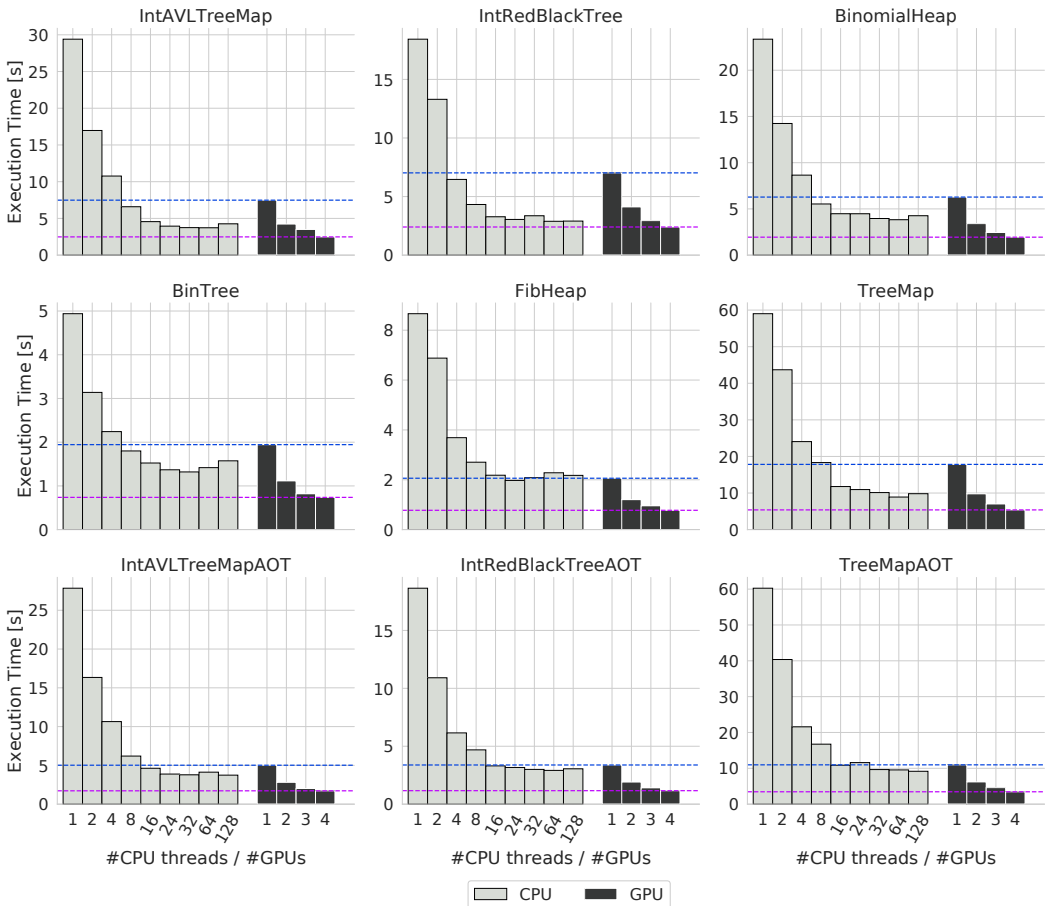 IntAVLTreeMap
IntRedBlackTree
BinomialHeap
Execution Time [s]
30
25
20
15
10
5
0
15
10
5
0
20
15
10
5
0
BinTree
FibHeap
TreeMap
Execution Time [s]
5
4
3
2
1
0
8
6
4
2
0
60
50
40
30
20
10
0
IntAVLTreeMapAOT
IntRedBlackTreeAOT
TreeMapAOT
Execution Time [s]
25
20
15
10
5
0
15
10
5
0
60
50
40
30
20
10
0
1 2 4 8 16 24 32 64 128 1 2 3 4
1 2 4 8 16 24 32 64 128 1 2 3 4
1 2 4 8 16 24 32 64 128 1 2 3 4
#CPU threads / #GPUs
#CPU threads / #GPUs
#CPU threads / #GPUs
CPU GPU